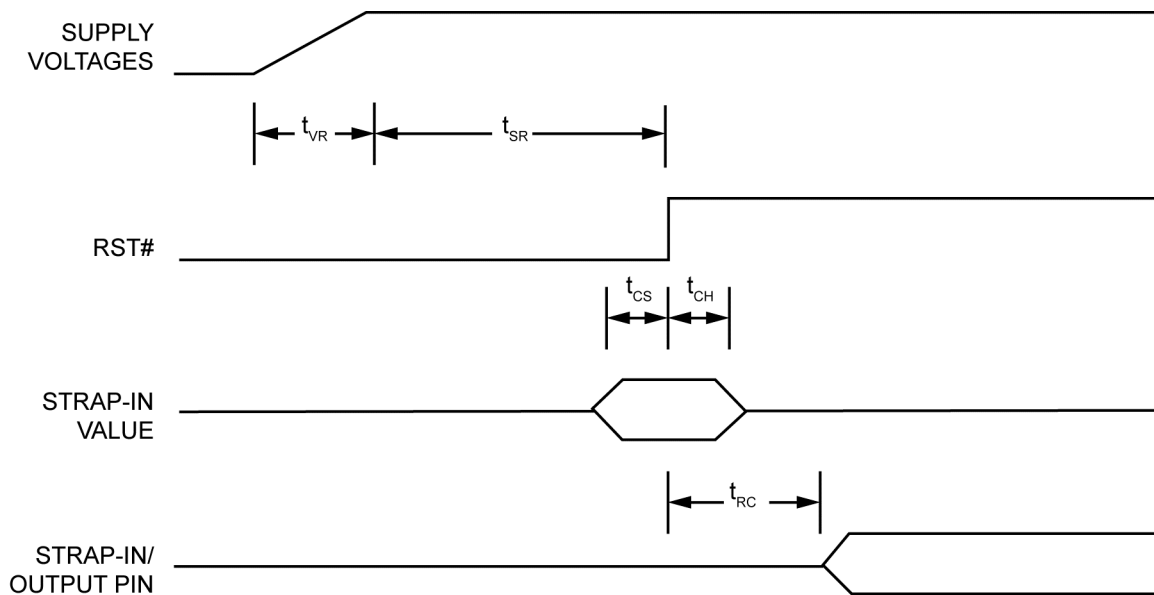 SUPPLY
VOLTAGES
tVR
tSR
RST#
tCS
tCH
STRAP-IN
VALUE
tRC
STRAP-IN/
OUTPUT PIN